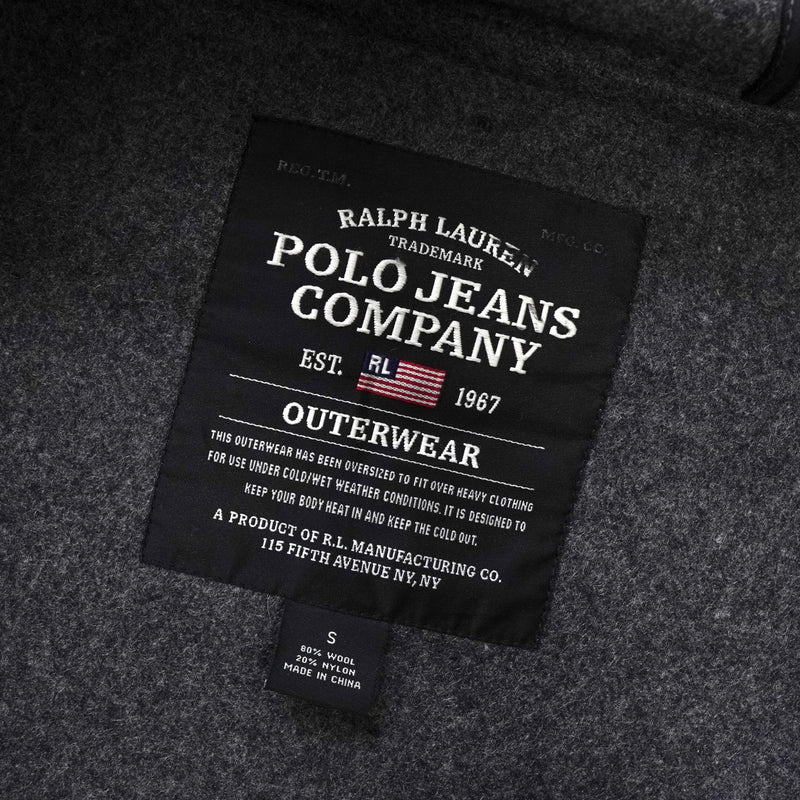 REG. T.M.
MFG. CO.
RALPH LAUREN
TRADEMARK
POLO JEANS
COMPANY
EST. RL 1967
OUTERWEAR
THIS OUTERWEAR HAS BEEN OVERSIZED TO FIT OVER HEAVY CLOTHING
FOR USE UNDER COLD/WET WEATHER CONDITIONS. IT IS DESIGNED TO
KEEP YOUR BODY HEAT IN AND KEEP THE COLD OUT.
A PRODUCT OF R.L. MANUFACTURING CO.
115 FIFTH AVENUE NY, NY
S
80% WOOL
20% NYLON
MADE IN CHINA